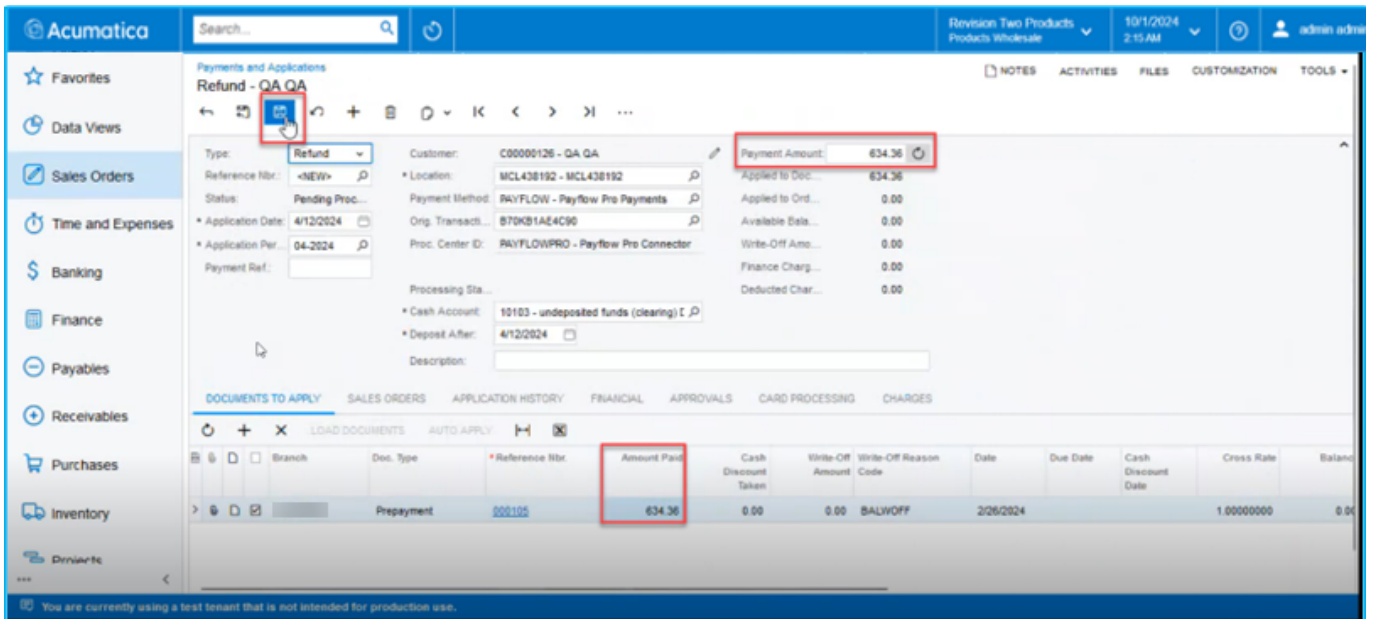 Acumatica
Search...
Revision Two Products
Products Wholesale
10/1/2024
2:15 AM
admin admin
Favorites
Data Views
Sales Orders
Time and Expenses
Banking
Finance
Payables
Receivables
Purchases
Inventory
Projects
Payments and Applications
Refund - QA QA
NOTES ACTIVITIES FILES CUSTOMIZATION TOOLS
Type: Refund
Reference Nbr.: <NEW>
Status: Pending Proc...
* Application Date: 4/12/2024
* Application Per... 04-2024
Payment Ref.:
Customer: C00000126 - QA QA
* Location: MCL438192 - MCL438192
Payment Method: PAYFLOW - Payflow Pro Payments
Orig. Transacti... B70KB1AE4C90
Proc. Center ID: PAYFLOWPRO - Payflow Pro Connector
Processing Sta...
* Cash Account: 10103 - undeposited funds (clearing) [
* Deposit After: 4/12/2024
Description:
Payment Amount: 634.36
Applied to Doc... 634.36
Applied to Ord... 0.00
Available Bala... 0.00
Write-Off Amo... 0.00
Finance Charg... 0.00
Deducted Char... 0.00
DOCUMENTS TO APPLY SALES ORDERS APPLICATION HISTORY FINANCIAL APPROVALS CARD PROCESSING CHARGES
LOAD DOCUMENTS AUTO APPLY
Branch Doc. Type * Reference Nbr. Amount Paid Cash Discount Taken Write-Off Amount Write-Off Reason Code Date Due Date Cash Discount Date Cross Rate Balanc
Prepayment 000105 634.36 0.00 0.00 BALWOFF 2/26/2024 1.00000000 0.00
You are currently using a test tenant that is not intended for production use.